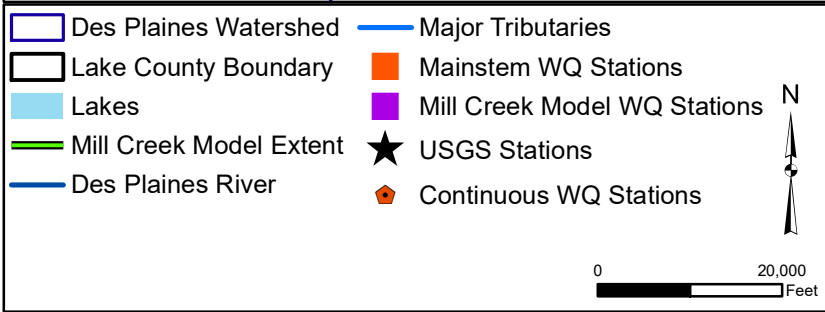 Des Plaines Watershed
Major Tributaries
Lake County Boundary
Mainstem WQ Stations
Lakes
Mill Creek Model WQ Stations
N
Mill Creek Model Extent
USGS Stations
Des Plaines River
Continuous WQ Stations
0 20,000
Feet